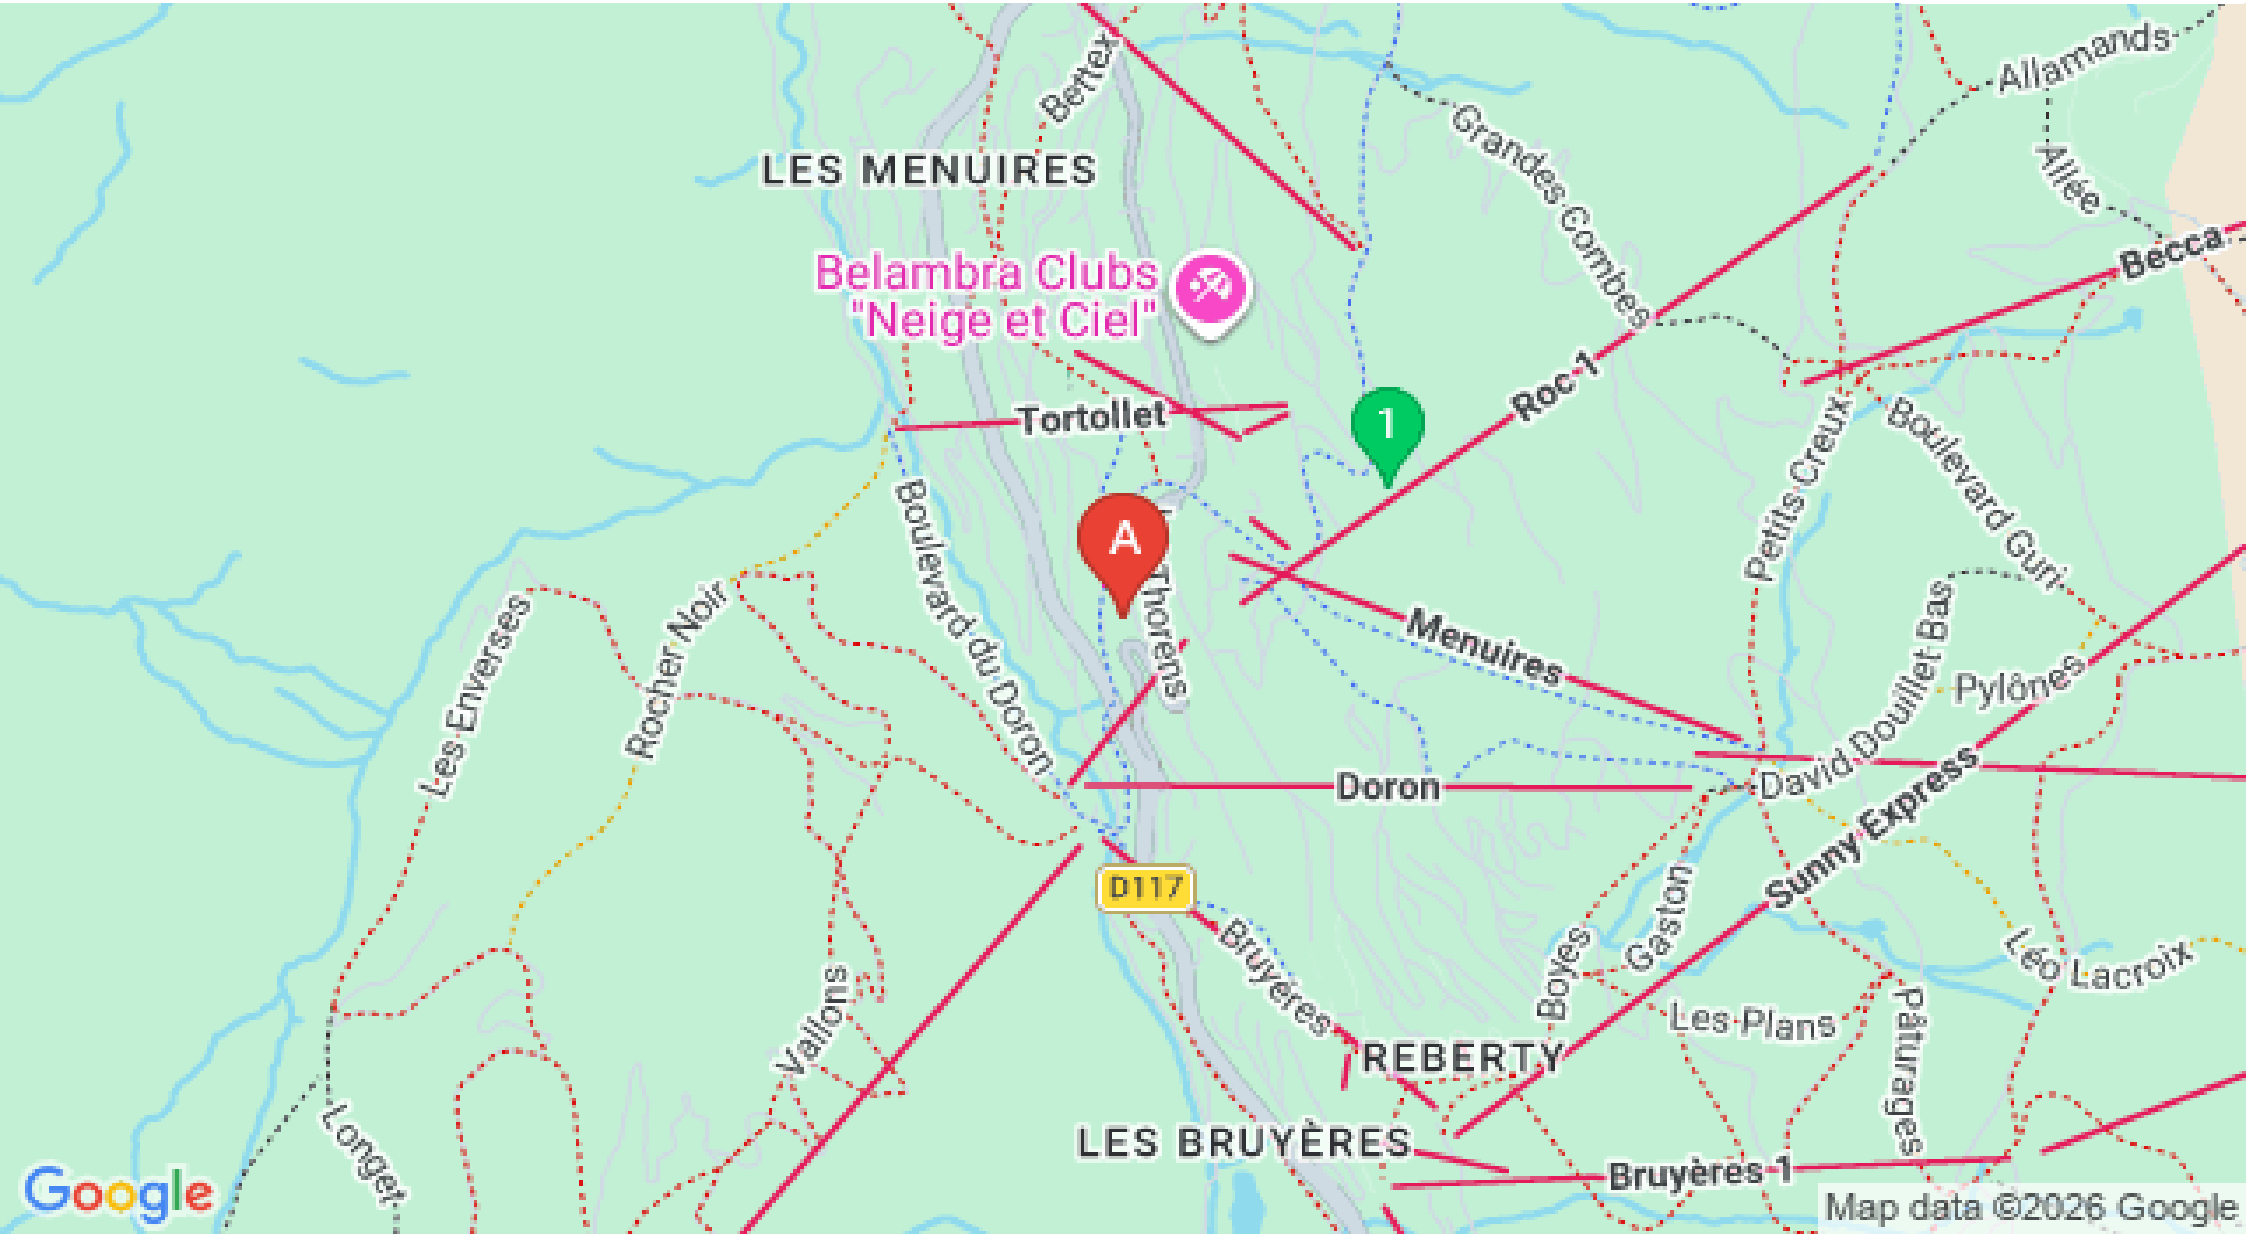 Bettex
Allamands
LES MENUIRES
Grandes Combes
Allée
Becca
Belambra Clubs
"Neige et Ciel"
Roc 1
Tortollet
1
Petits Creux
Boulevard Guri
A
Thorens
Boulevard du Doron
Les Enverses
Rocher Noir
Menuires
Pylônes
David Douillet Bas
Doron
Sunny Express
D117
Bruyères
Boyes
Gaston
Léo Lacroix
Vallons
Les Plans
Pâturages
REBERTY
Longet
LES BRUYÈRES
Bruyères 1
Google
Map data ©2026 Google